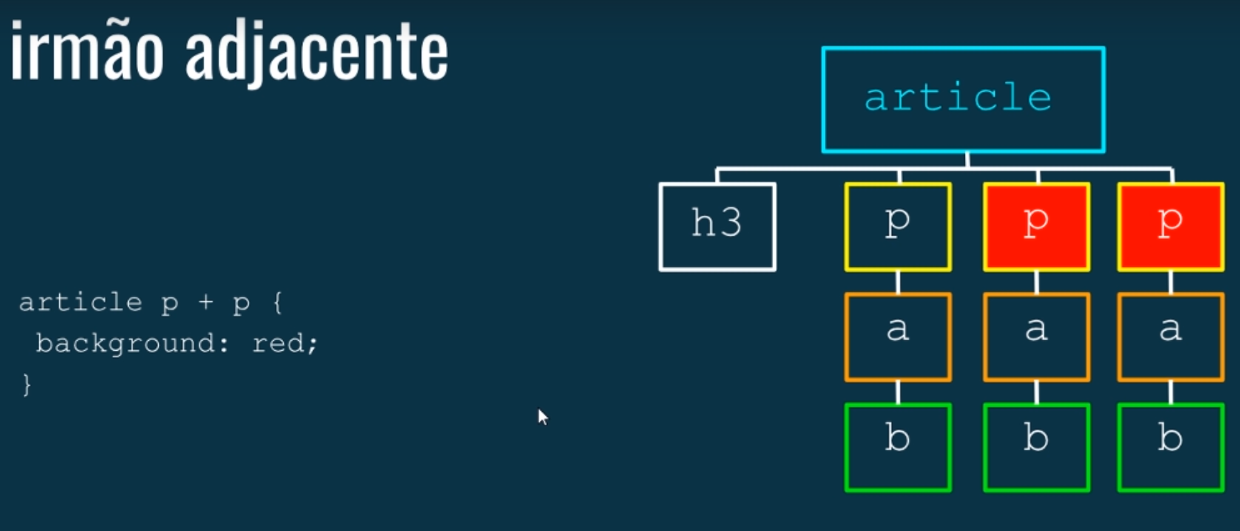 irmão adjacente
article
h3 p p p
article p + p {
background: red;
a a a
}
b b b